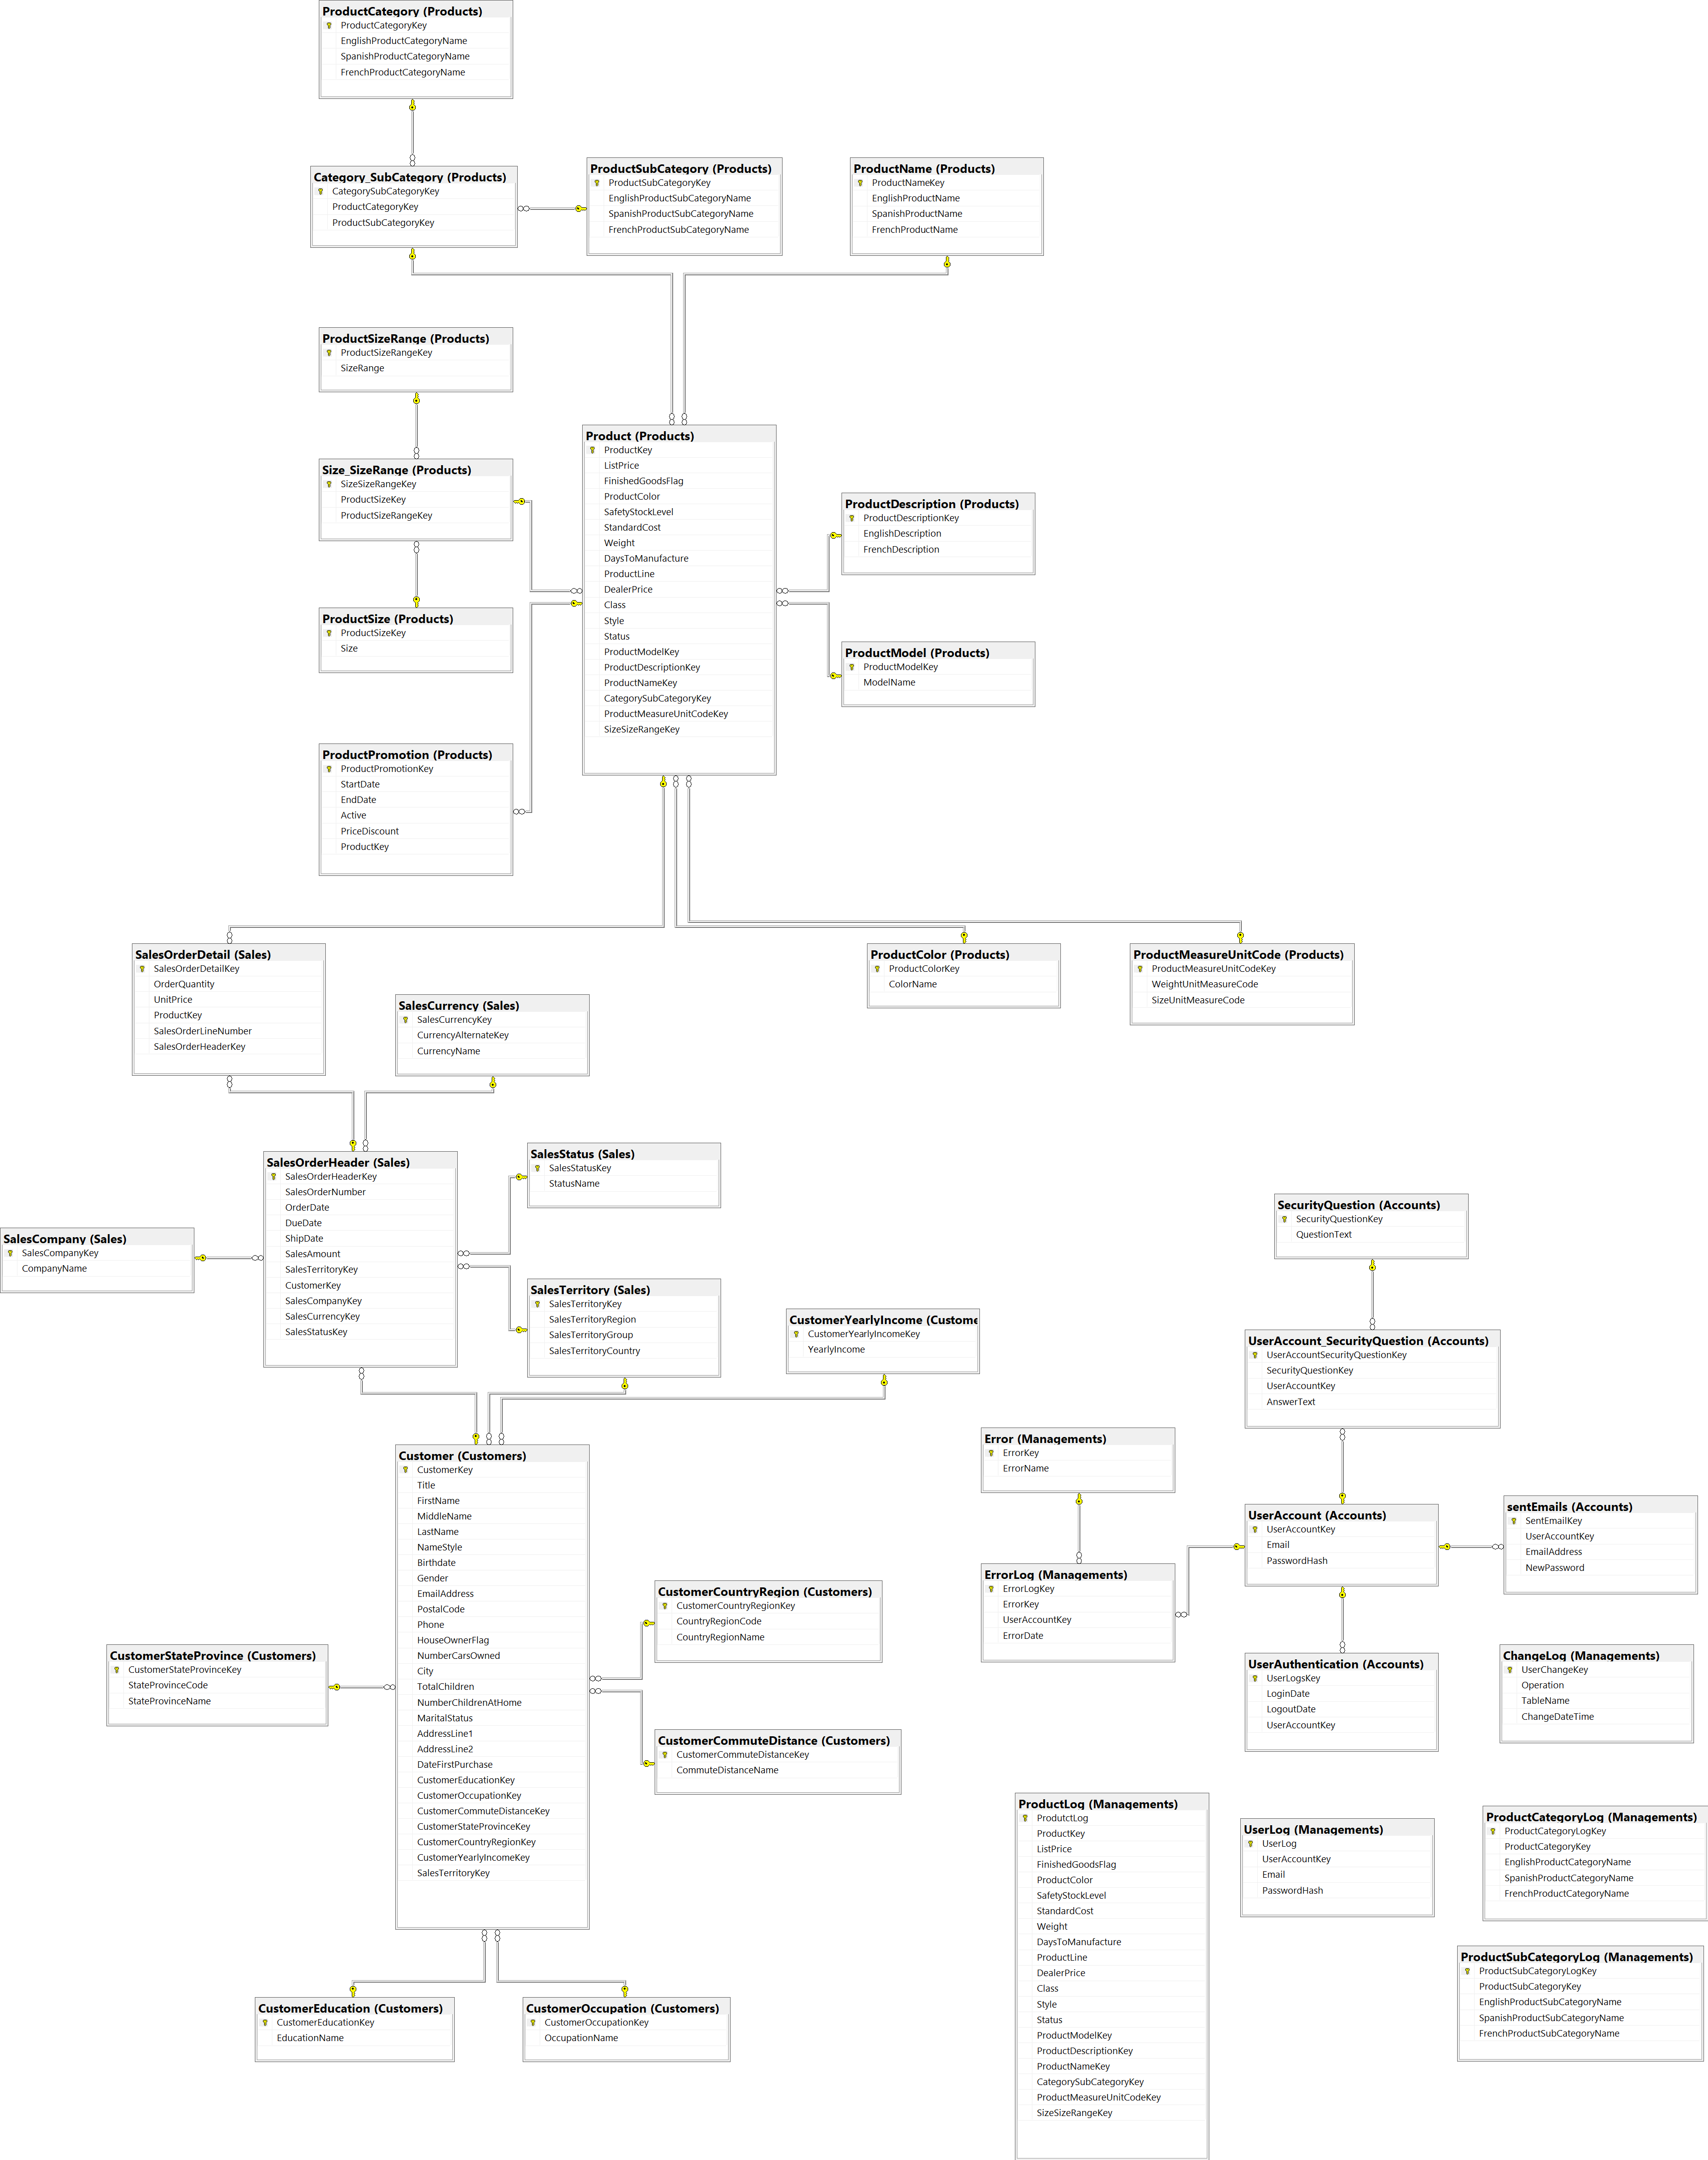 ProductCategory (Products)
ProductCategoryKey
EnglishProductCategoryName
SpanishProductCategoryName
FrenchProductCategoryName
Category_SubCategory (Products)
CategorySubCategoryKey
ProductCategoryKey
ProductSubCategoryKey
ProductSubCategory (Products)
ProductSubCategoryKey
EnglishProductSubCategoryName
SpanishProductSubCategoryName
FrenchProductSubCategoryName
ProductName (Products)
ProductNameKey
EnglishProductName
SpanishProductName
FrenchProductName
ProductSizeRange (Products)
ProductSizeRangeKey
SizeRange
Size_SizeRange (Products)
SizeSizeRangeKey
ProductSizeKey
ProductSizeRangeKey
ProductSize (Products)
ProductSizeKey
Size
Product (Products)
ProductKey
ListPrice
FinishedGoodsFlag
ProductColor
SafetyStockLevel
StandardCost
Weight
DaysToManufacture
ProductLine
DealerPrice
Class
Style
Status
ProductModelKey
ProductDescriptionKey
ProductNameKey
CategorySubCategoryKey
ProductMeasureUnitCodeKey
SizeSizeRangeKey
ProductDescription (Products)
ProductDescriptionKey
EnglishDescription
FrenchDescription
ProductModel (Products)
ProductModelKey
ModelName
ProductPromotion (Products)
ProductPromotionKey
StartDate
EndDate
Active
PriceDiscount
ProductKey
SalesOrderDetail (Sales)
SalesOrderDetailKey
OrderQuantity
UnitPrice
ProductKey
SalesOrderLineNumber
SalesOrderHeaderKey
SalesCurrency (Sales)
SalesCurrencyKey
CurrencyAlternateKey
CurrencyName
ProductColor (Products)
ProductColorKey
ColorName
ProductMeasureUnitCode (Products)
ProductMeasureUnitCodeKey
WeightUnitMeasureCode
SizeUnitMeasureCode
SalesOrderHeader (Sales)
SalesOrderHeaderKey
SalesOrderNumber
OrderDate
DueDate
ShipDate
SalesAmount
SalesTerritoryKey
CustomerKey
SalesCompanyKey
SalesCurrencyKey
SalesStatusKey
SalesCompany (Sales)
SalesCompanyKey
CompanyName
SalesStatus (Sales)
SalesStatusKey
StatusName
SalesTerritory (Sales)
SalesTerritoryKey
SalesTerritoryRegion
SalesTerritoryGroup
SalesTerritoryCountry
CustomerYearlyIncome (Custome
CustomerYearlyIncomeKey
YearlyIncome
SecurityQuestion (Accounts)
SecurityQuestionKey
QuestionText
UserAccount_SecurityQuestion (Accounts)
UserAccountSecurityQuestionKey
SecurityQuestionKey
UserAccountKey
AnswerText
Customer (Customers)
CustomerKey
Title
FirstName
MiddleName
LastName
NameStyle
Birthdate
Gender
EmailAddress
PostalCode
Phone
HouseOwnerFlag
NumberCarsOwned
City
TotalChildren
NumberChildrenAtHome
MaritalStatus
AddressLine1
AddressLine2
DateFirstPurchase
CustomerEducationKey
CustomerOccupationKey
CustomerCommuteDistanceKey
CustomerStateProvinceKey
CustomerCountryRegionKey
CustomerYearlyIncomeKey
SalesTerritoryKey
Error (Managements)
ErrorKey
ErrorName
ErrorLog (Managements)
ErrorLogKey
ErrorKey
UserAccountKey
ErrorDate
UserAccount (Accounts)
UserAccountKey
Email
PasswordHash
sentEmails (Accounts)
SentEmailKey
UserAccountKey
EmailAddress
NewPassword
CustomerCountryRegion (Customers)
CustomerCountryRegionKey
CountryRegionCode
CountryRegionName
CustomerStateProvince (Customers)
CustomerStateProvinceKey
StateProvinceCode
StateProvinceName
UserAuthentication (Accounts)
UserLogsKey
LoginDate
LogoutDate
UserAccountKey
ChangeLog (Managements)
UserChangeKey
Operation
TableName
ChangeDateTime
CustomerCommuteDistance (Customers)
CustomerCommuteDistanceKey
CommuteDistanceName
ProductLog (Managements)
ProdutctLog
ProductKey
ListPrice
FinishedGoodsFlag
ProductColor
SafetyStockLevel
StandardCost
Weight
DaysToManufacture
ProductLine
DealerPrice
Class
Style
Status
ProductModelKey
ProductDescriptionKey
ProductNameKey
CategorySubCategoryKey
ProductMeasureUnitCodeKey
SizeSizeRangeKey
UserLog (Managements)
UserLog
UserAccountKey
Email
PasswordHash
ProductCategoryLog (Managements)
ProductCategoryLogKey
ProductCategoryKey
EnglishProductCategoryName
SpanishProductCategoryName
FrenchProductCategoryName
ProductSubCategoryLog (Managements)
ProductSubCategoryLogKey
ProductSubCategoryKey
EnglishProductSubCategoryName
SpanishProductSubCategoryName
FrenchProductSubCategoryName
CustomerEducation (Customers)
CustomerEducationKey
EducationName
CustomerOccupation (Customers)
CustomerOccupationKey
OccupationName